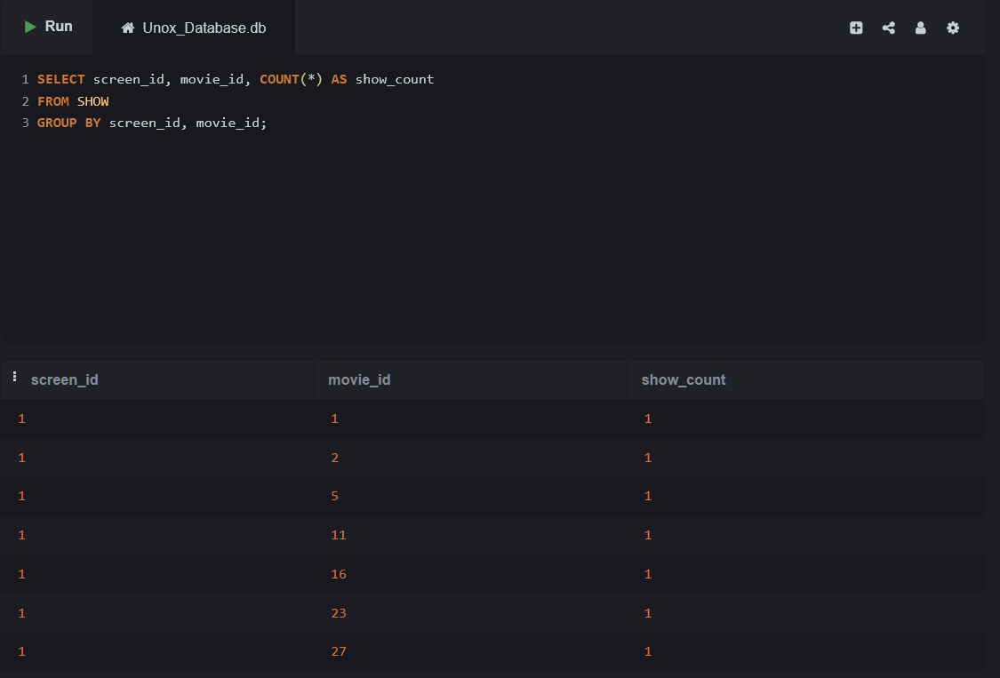 Run
Unox_Database.db
1 SELECT screen_id, movie_id, COUNT(*) AS show_count
2 FROM SHOW
3 GROUP BY screen_id, movie_id;
screen_id movie_id show_count
1 1 1
1 2 1
1 5 1
1 11 1
1 16 1
1 23 1
1 27 1